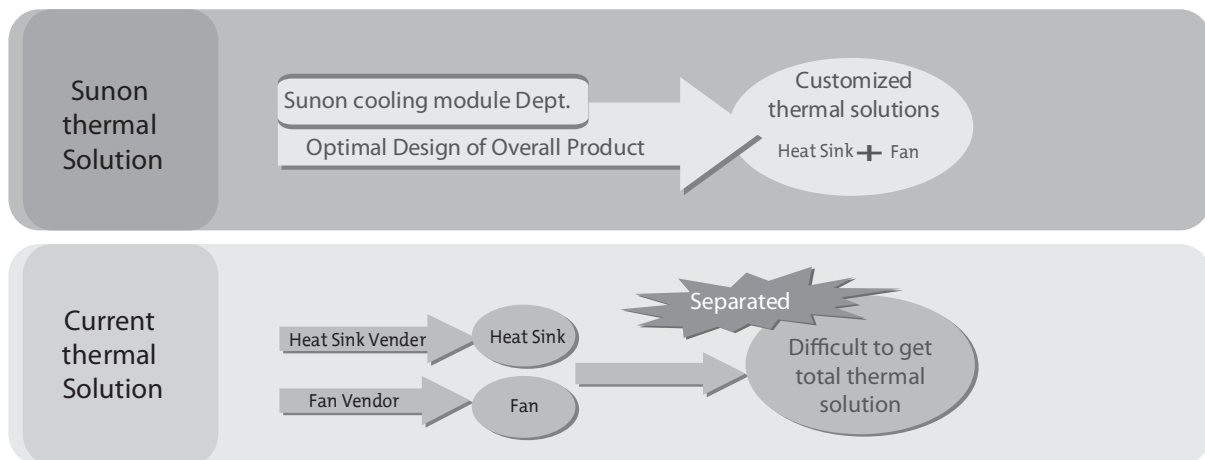 Sunon
thermal
Solution
Sunon cooling module Dept.
Optimal Design of Overall Product
Customized
thermal solutions
Heat Sink + Fan
Current
thermal
Solution
Heat Sink Vender
Heat Sink
Fan Vendor
Fan
Separated
Difficult to get
total thermal
solution